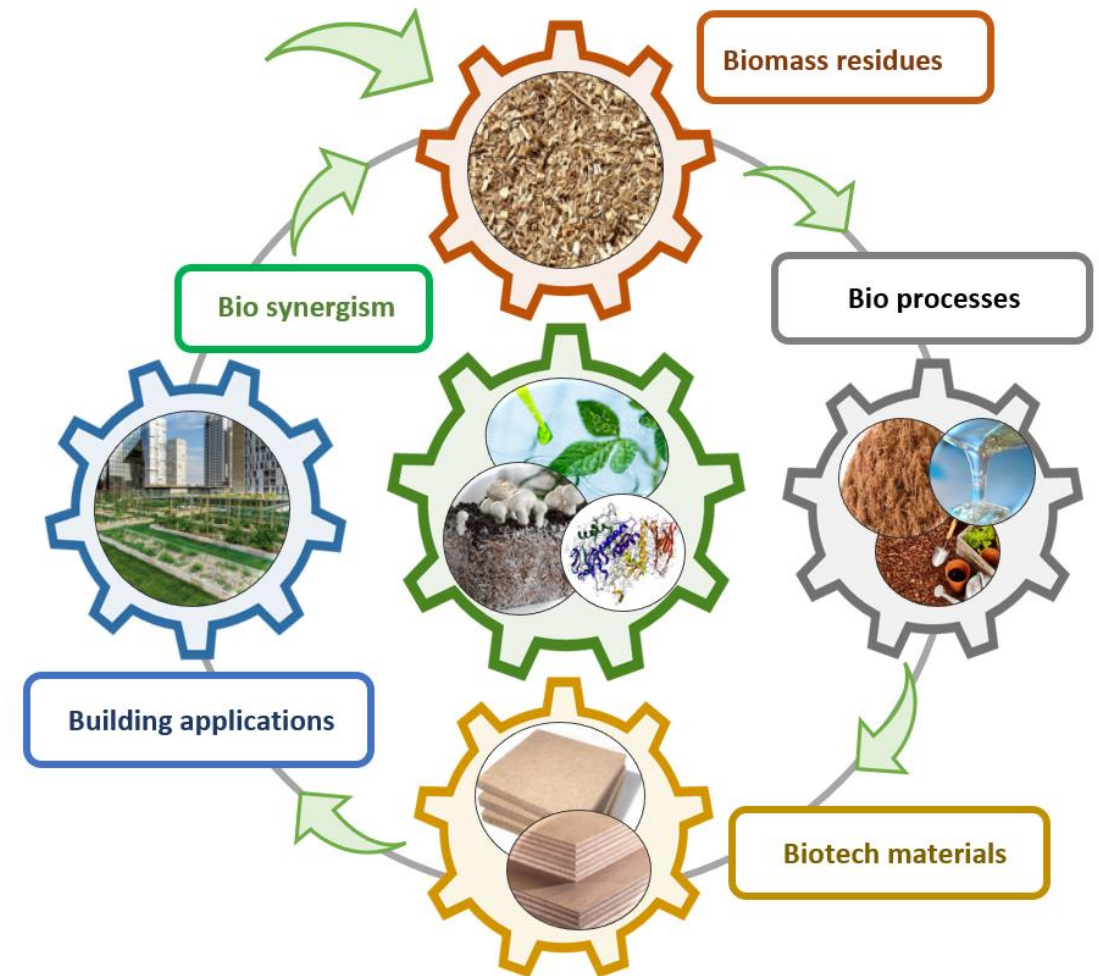 Biomass residues
Bio synergism
Bio processes
Building applications
Biotech materials